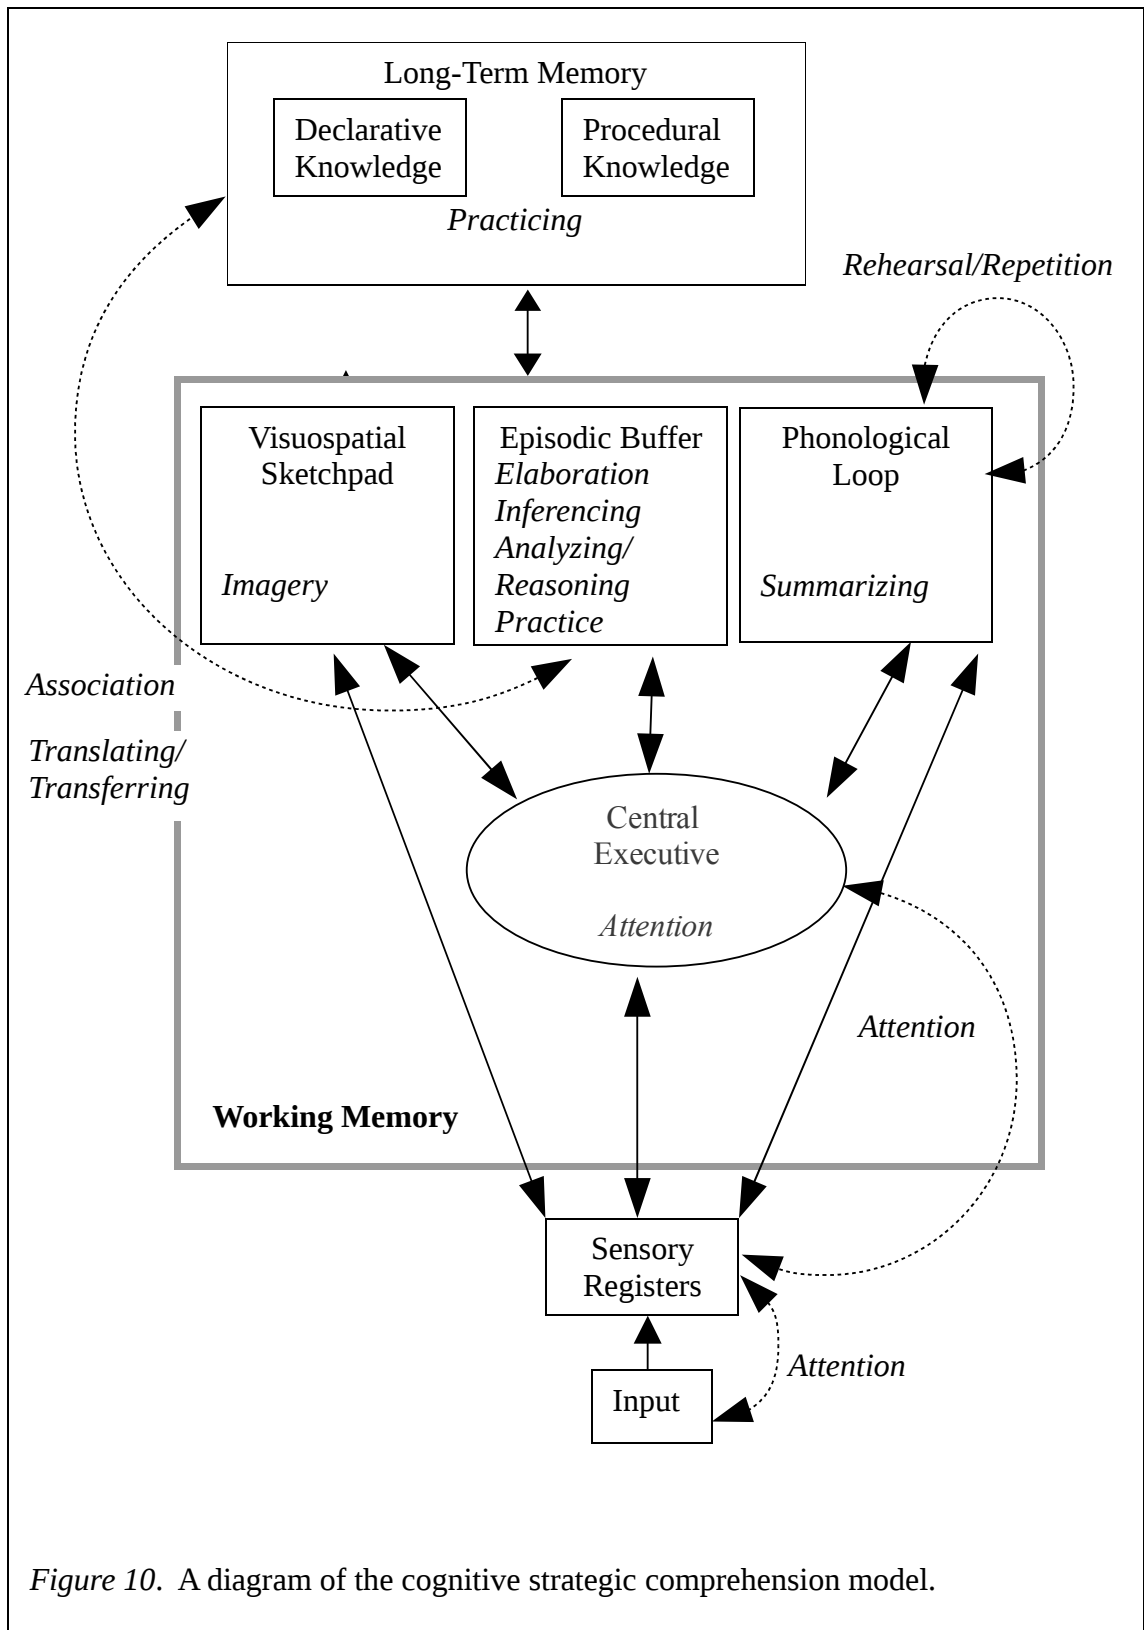 Long-Term Memory
Declarative
Knowledge
Procedural
Knowledge
Practicing
Rehearsal/Repetition
Visuospatial
Sketchpad
Imagery
Episodic Buffer
Elaboration
Inferencing
Analyzing/
Reasoning
Practice
Phonological
Loop
Summarizing
Association
Translating/
Transferring
Central
Executive
Attention
Attention
Working Memory
Sensory
Registers
Attention
Input
Figure 10.  A diagram of the cognitive strategic comprehension model.